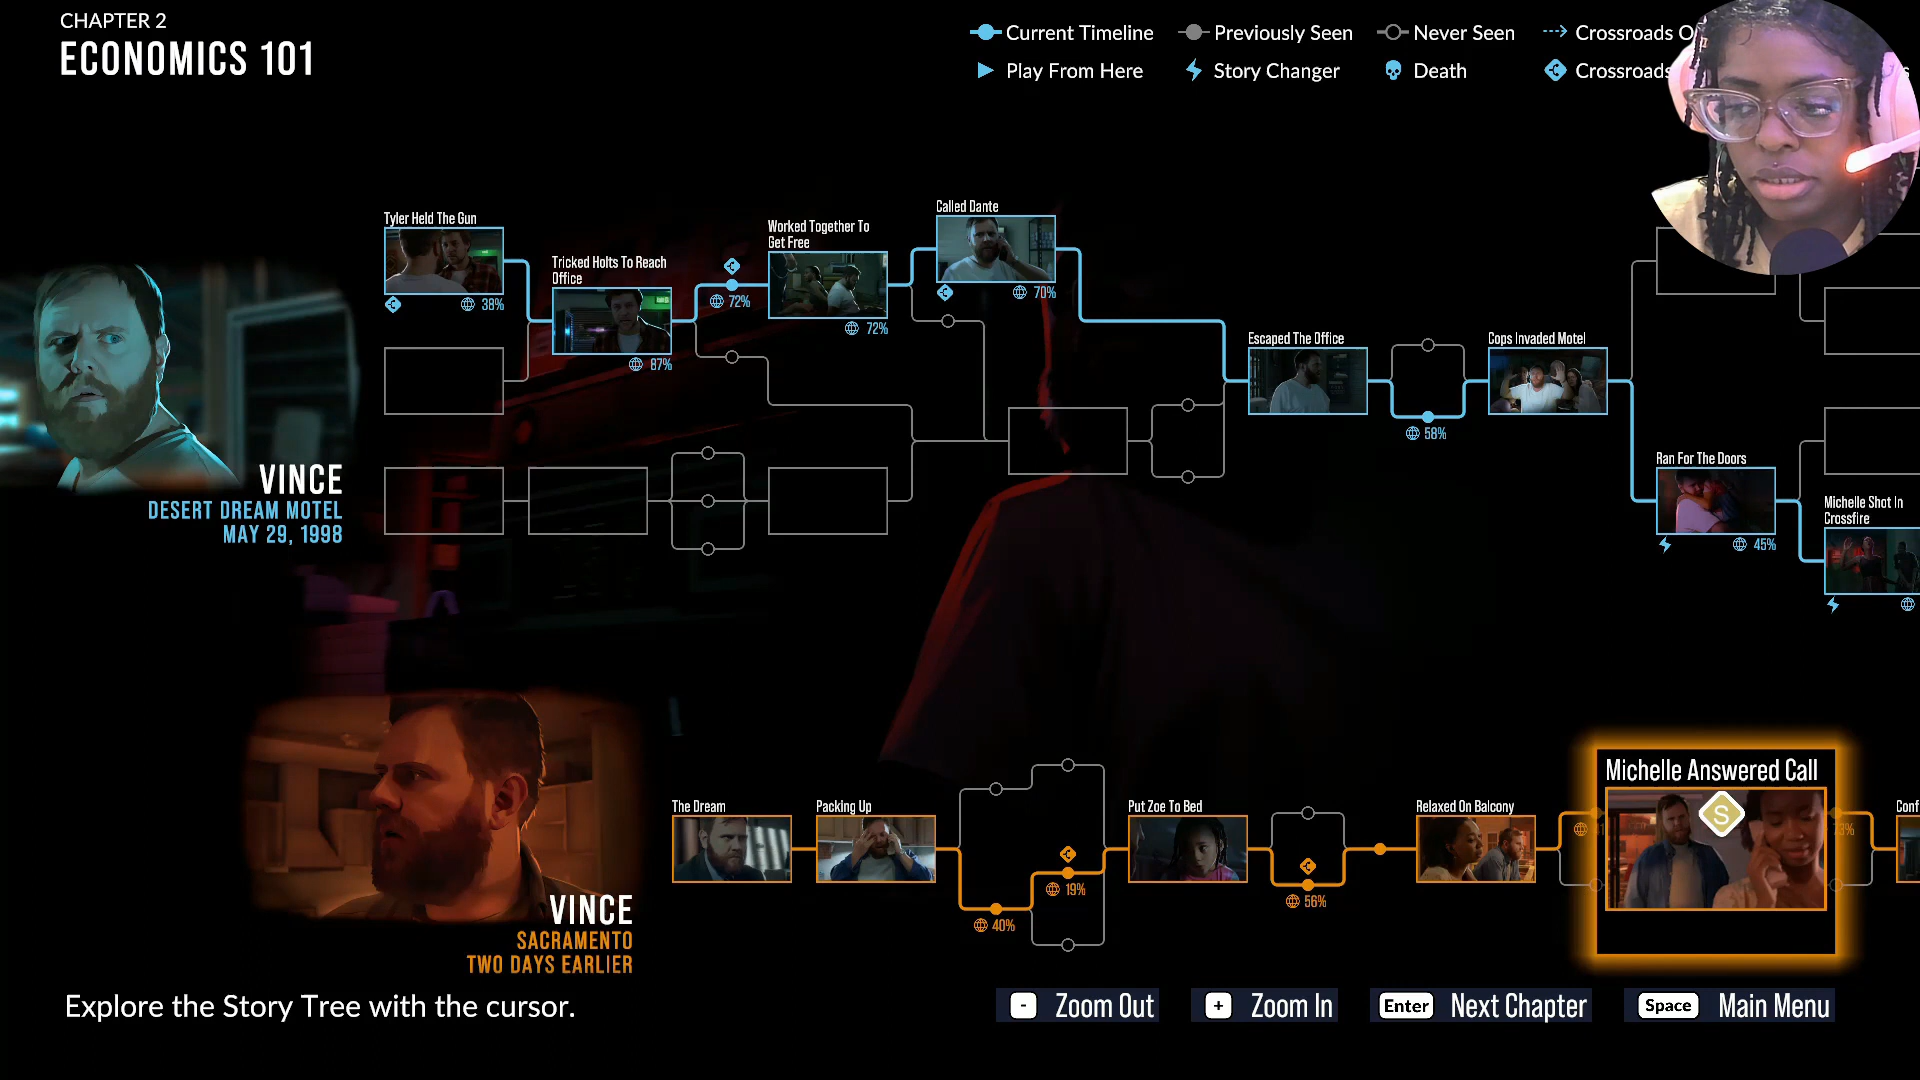 CHAPTER 2
ECONOMICS 101
Current Timeline
Previously Seen
Never Seen
Crossroads O
Play From Here
Story Changer
Death
Crossroads
Tyler Held The Gun
38%
Tricked Holts To Reach
Office
87%
72%
Worked Together To
Get Free
72%
Called Dante
70%
Escaped The Office
58%
Cops Invaded Motel
Ran For The Doors
45%
Michelle Shot In
Crossfire
VINCE
DESERT DREAM MOTEL
MAY 29, 1998
VINCE
SACRAMENTO
TWO DAYS EARLIER
The Dream
Packing Up
40%
19%
Put Zoe To Bed
56%
Relaxed On Balcony
Michelle Answered Call
S
73%
Conf
Explore the Story Tree with the cursor.
- Zoom Out
+ Zoom In
Enter Next Chapter
Space Main Menu